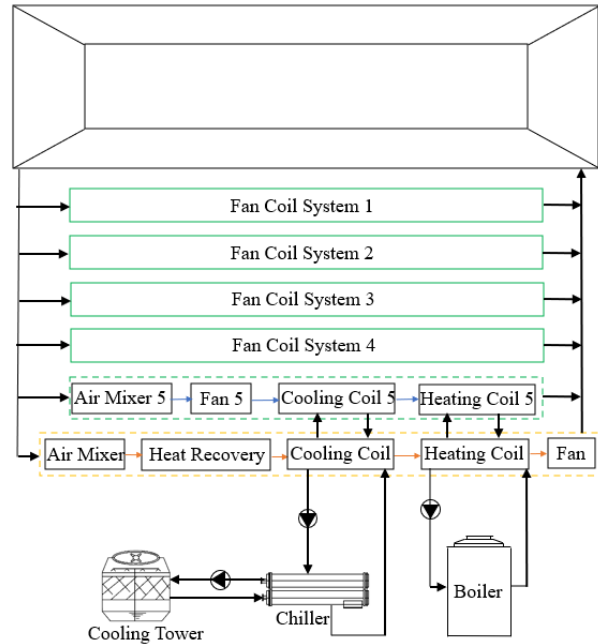 Fan Coil System 1
Fan Coil System 2
Fan Coil System 3
Fan Coil System 4
Air Mixer 5
Fan 5
Cooling Coil 5
Heating Coil 5
Air Mixer
Heat Recovery
Cooling Coil
Heating Coil
Fan
Cooling Tower
Chiller
Boiler